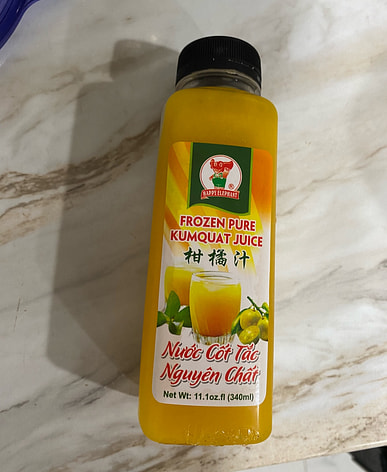 HAPPY ELEPHANT
®
FROZEN PURE
KUMQUAT JUICE
柑橘汁
Nước Cốt Tắc
Nguyên Chất
Net Wt: 11.1oz.fl (340ml)